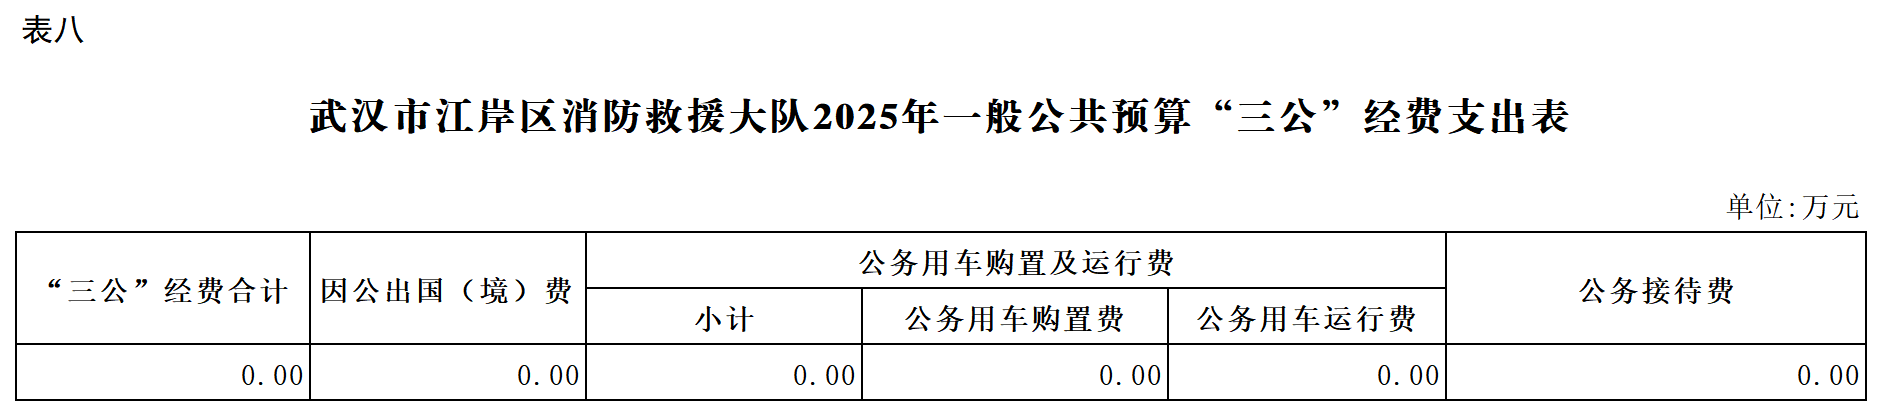 表八
武汉市江岸区消防救援大队2025年一般公共预算“三公”经费支出表
单位:万元
“三公”经费合计 因公出国（境）费 公务用车购置及运行费 公务接待费
小计 公务用车购置费 公务用车运行费
0.00 0.00 0.00 0.00 0.00 0.00